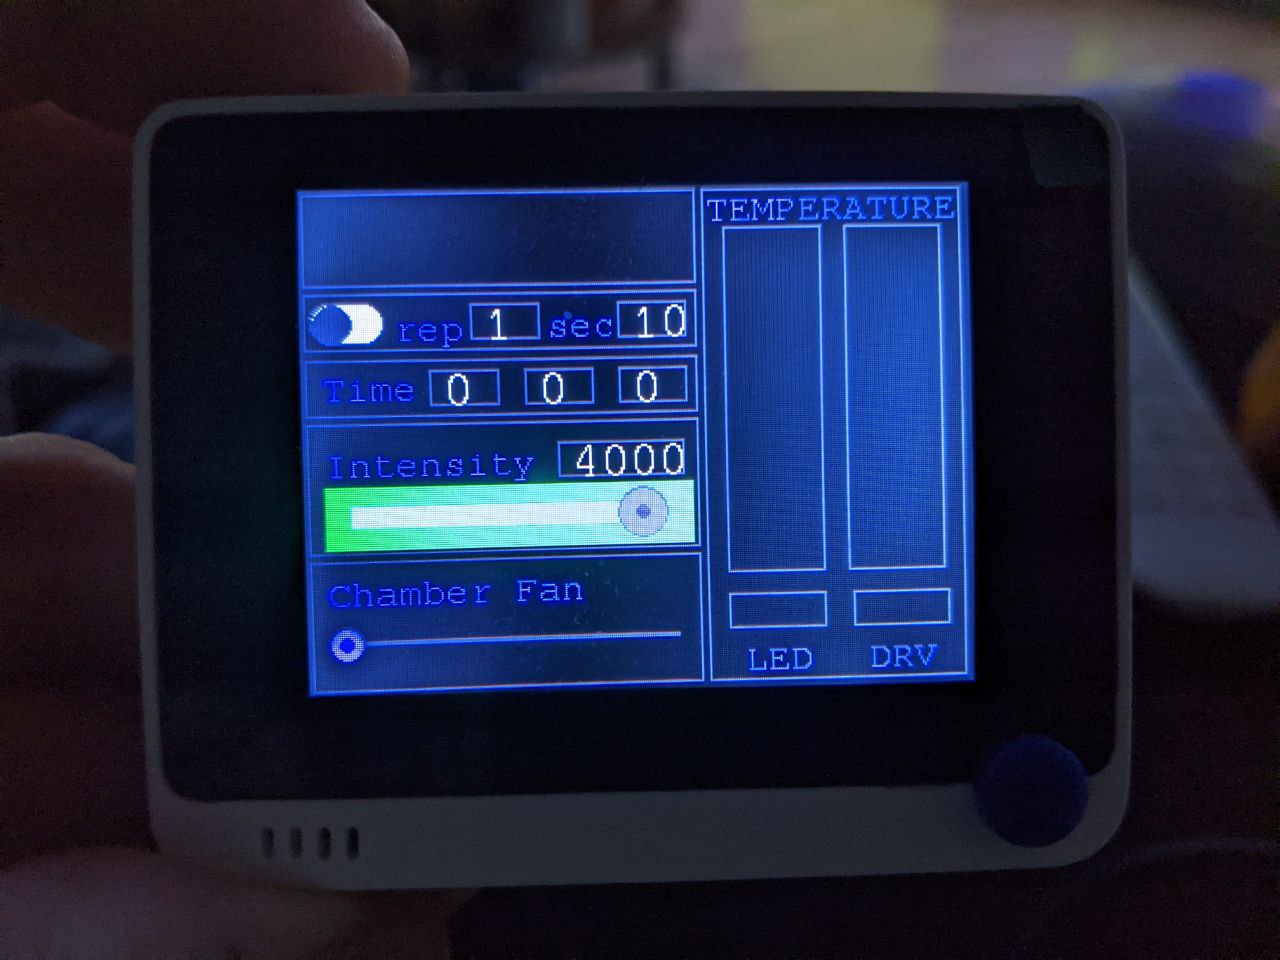 rep 1 sec 10
Time 0 0 0
Intensity 4000
Chamber Fan
TEMPERATURE
LED DRV